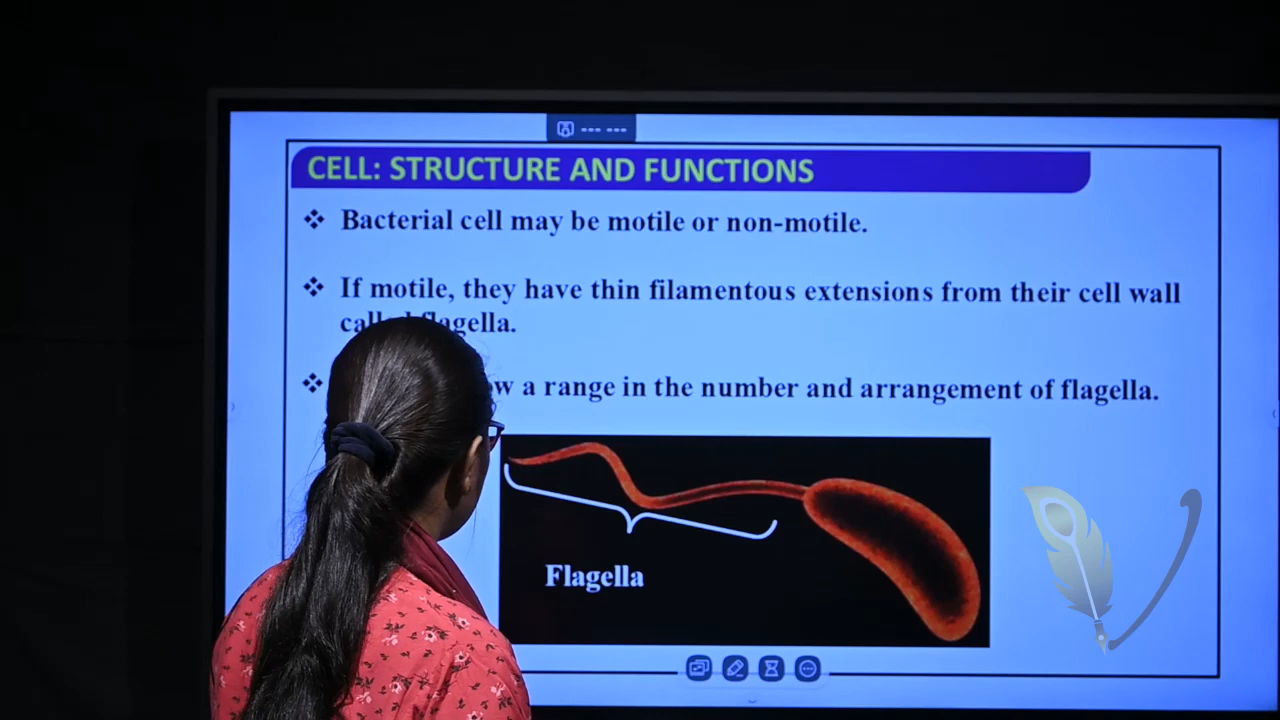 CELL: STRUCTURE AND FUNCTIONS
Bacterial cell may be motile or non-motile.
If motile, they have thin filamentous extensions from their cell wall
called flagella.
a range in the number and arrangement of flagella.
Flagella